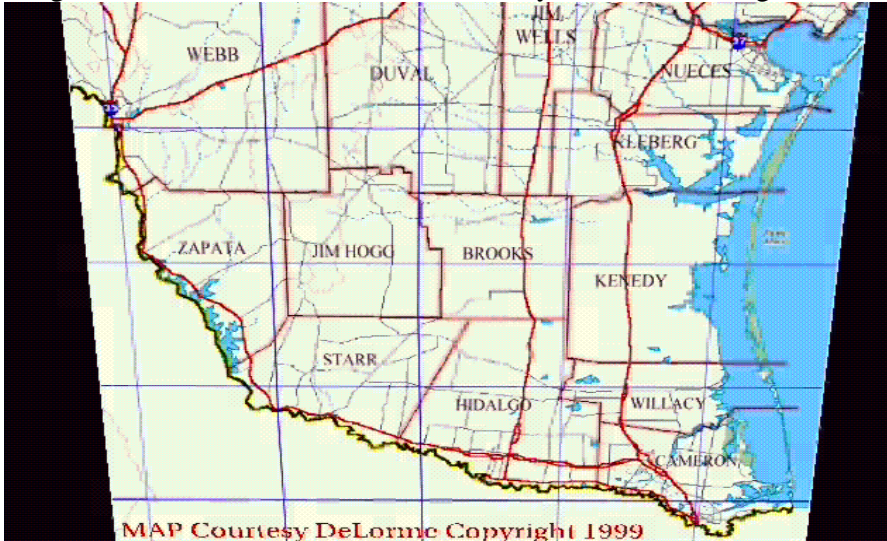 JIM
WELLS
WEBB
DUVAL
NUECES
KLEBERG
ZAPATA
JIM HOGG
BROOKS
KENEDY
STARR
HIDALGO
WILLACY
CAMERON
MAP Courtesy DeLorme Copyright 1999